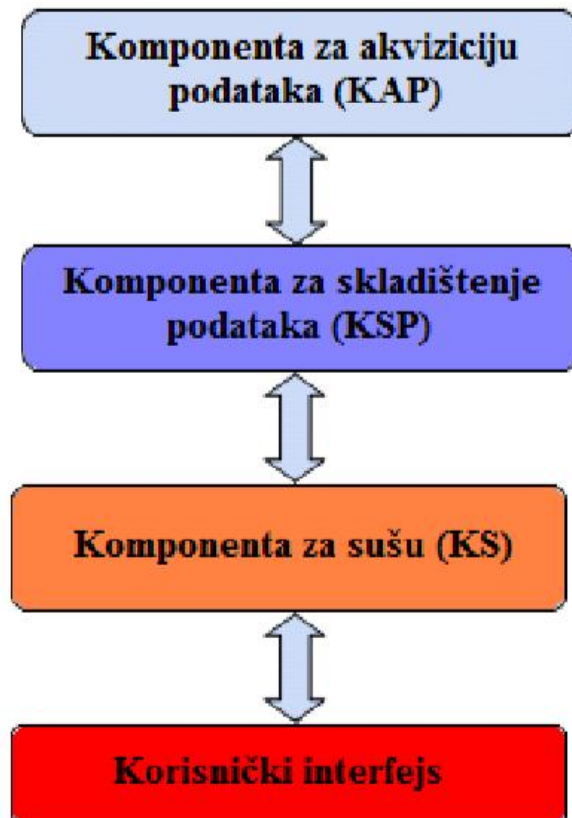 Komponenta za akviziciju
podataka (KAP)
Komponenta za skladištenje
podataka (KSP)
Komponenta za sušu (KS)
Korisnički interfejs